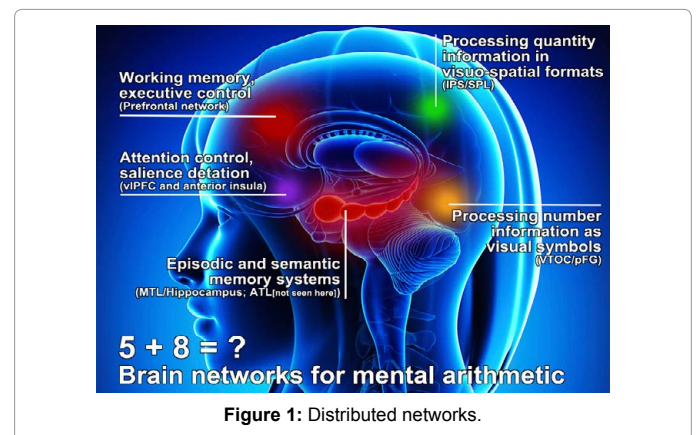 Working memory,
executive control
(Prefrontal network)
Processing quantity
information in
visuo-spatial formats
(IPS/SPL)
Attention control,
salience detation
(vlPFC and anterior insula)
Processing number
information as
visual symbols
(VTOC/pFG)
Episodic and semantic
memory systems
(MTL/Hippocampus; ATL[not seen here])
5 + 8 = ?
Brain networks for mental arithmetic
Figure 1: Distributed networks.